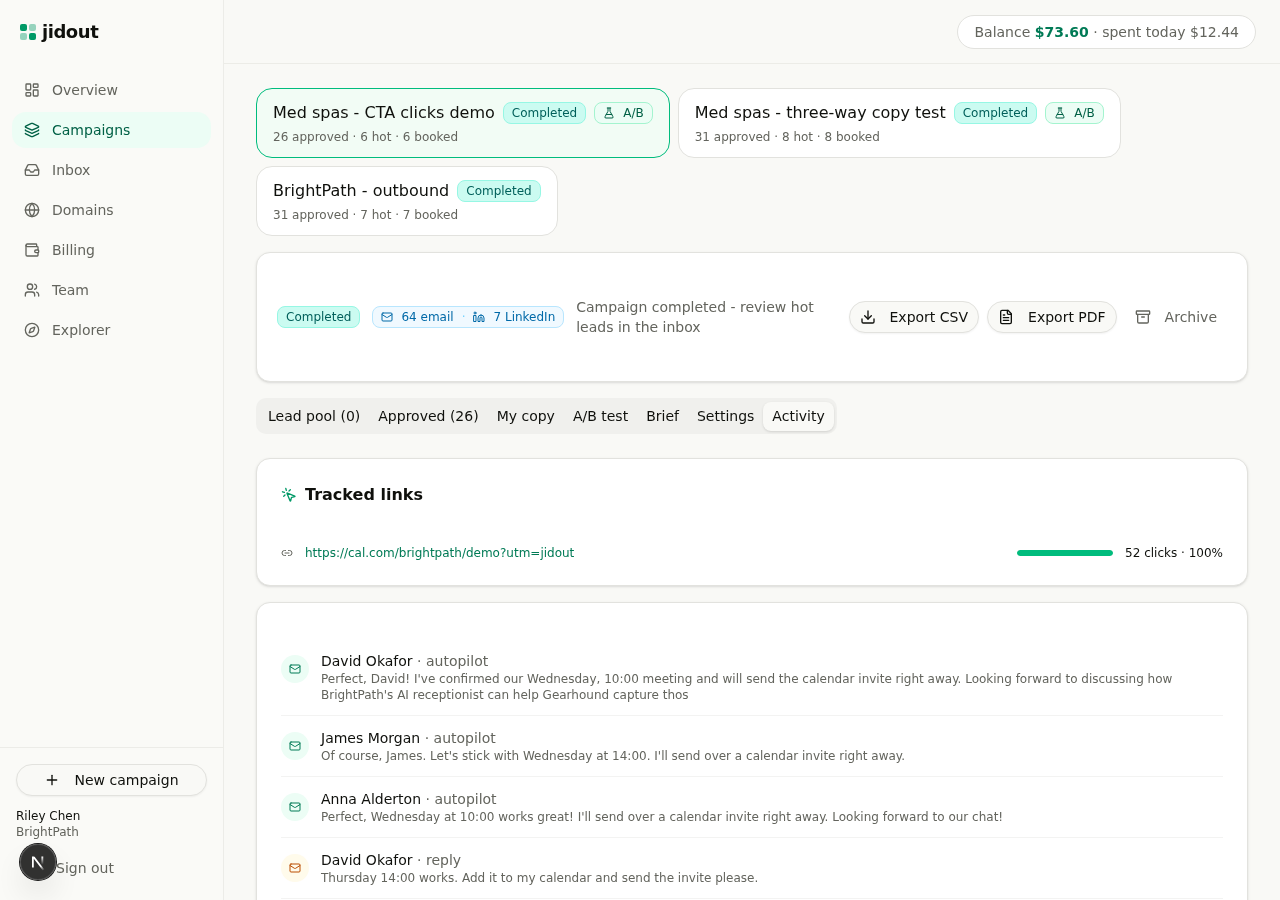 jidout
Balance $73.60 · spent today $12.44
Overview
Campaigns
Inbox
Domains
Billing
Team
Explorer
New campaign
Riley Chen
BrightPath
N
Sign out
Med spas - CTA clicks demo Completed A/B
26 approved · 6 hot · 6 booked
Med spas - three-way copy test Completed A/B
31 approved · 8 hot · 8 booked
BrightPath - outbound Completed
31 approved · 7 hot · 7 booked
Completed 64 email · 7 LinkedIn
Campaign completed - review hot
leads in the inbox
Export CSV Export PDF Archive
Lead pool (0) Approved (26) My copy A/B test Brief Settings Activity
Tracked links
https://cal.com/brightpath/demo?utm=jidout 52 clicks · 100%
David Okafor · autopilot
Perfect, David! I've confirmed our Wednesday, 10:00 meeting and will send the calendar invite right away. Looking forward to discussing how
BrightPath's AI receptionist can help Gearhound capture thos
James Morgan · autopilot
Of course, James. Let's stick with Wednesday at 14:00. I'll send over a calendar invite right away.
Anna Alderton · autopilot
Perfect, Wednesday at 10:00 works great! I'll send over a calendar invite right away. Looking forward to our chat!
David Okafor · reply
Thursday 14:00 works. Add it to my calendar and send the invite please.